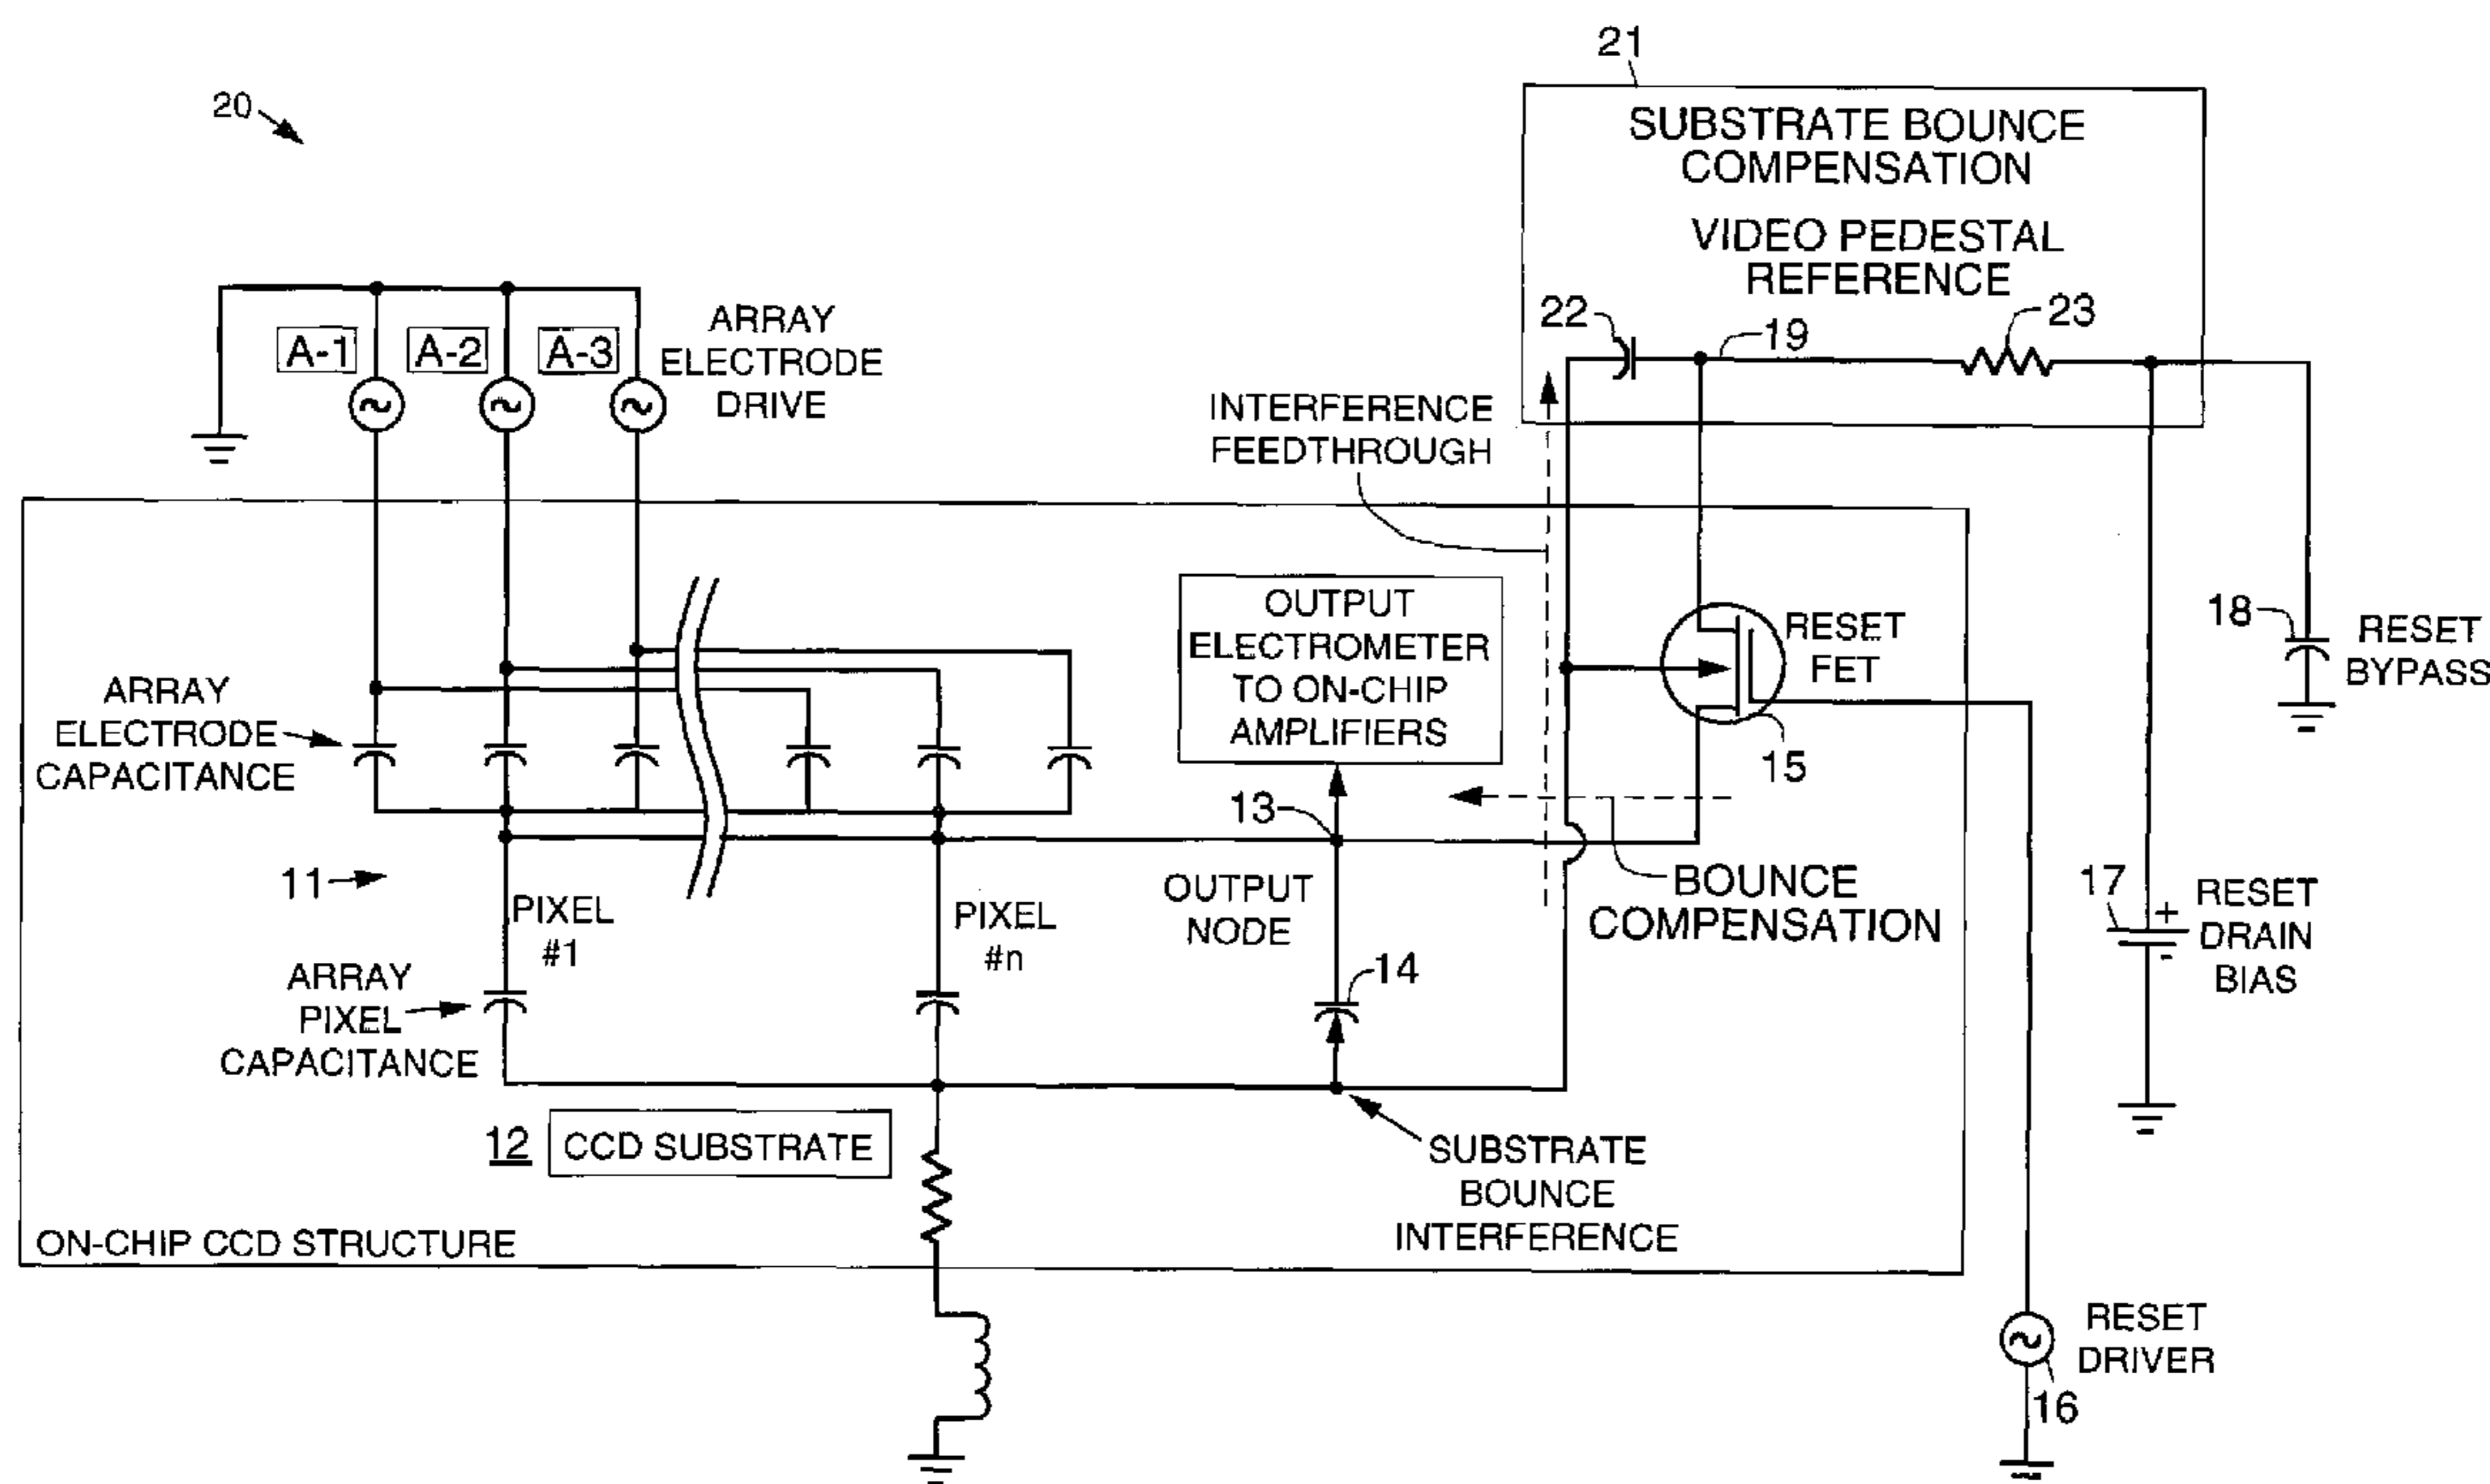 21
20
SUBSTRATE BOUNCE
COMPENSATION
VIDEO PEDESTAL
REFERENCE
22
19
23
A-1
A-2
A-3
ARRAY
ELECTRODE
DRIVE
INTERFERENCE
FEEDTHROUGH
OUTPUT
ELECTROMETER
TO ON-CHIP
AMPLIFIERS
RESET
FET
15
18
RESET
BYPASS
ARRAY
ELECTRODE
CAPACITANCE
13
11
PIXEL
#1
PIXEL
#n
OUTPUT
NODE
BOUNCE
COMPENSATION
17
+
RESET
DRAIN
BIAS
ARRAY
PIXEL
CAPACITANCE
14
12
CCD SUBSTRATE
SUBSTRATE
BOUNCE
INTERFERENCE
ON-CHIP CCD STRUCTURE
RESET
DRIVER
16